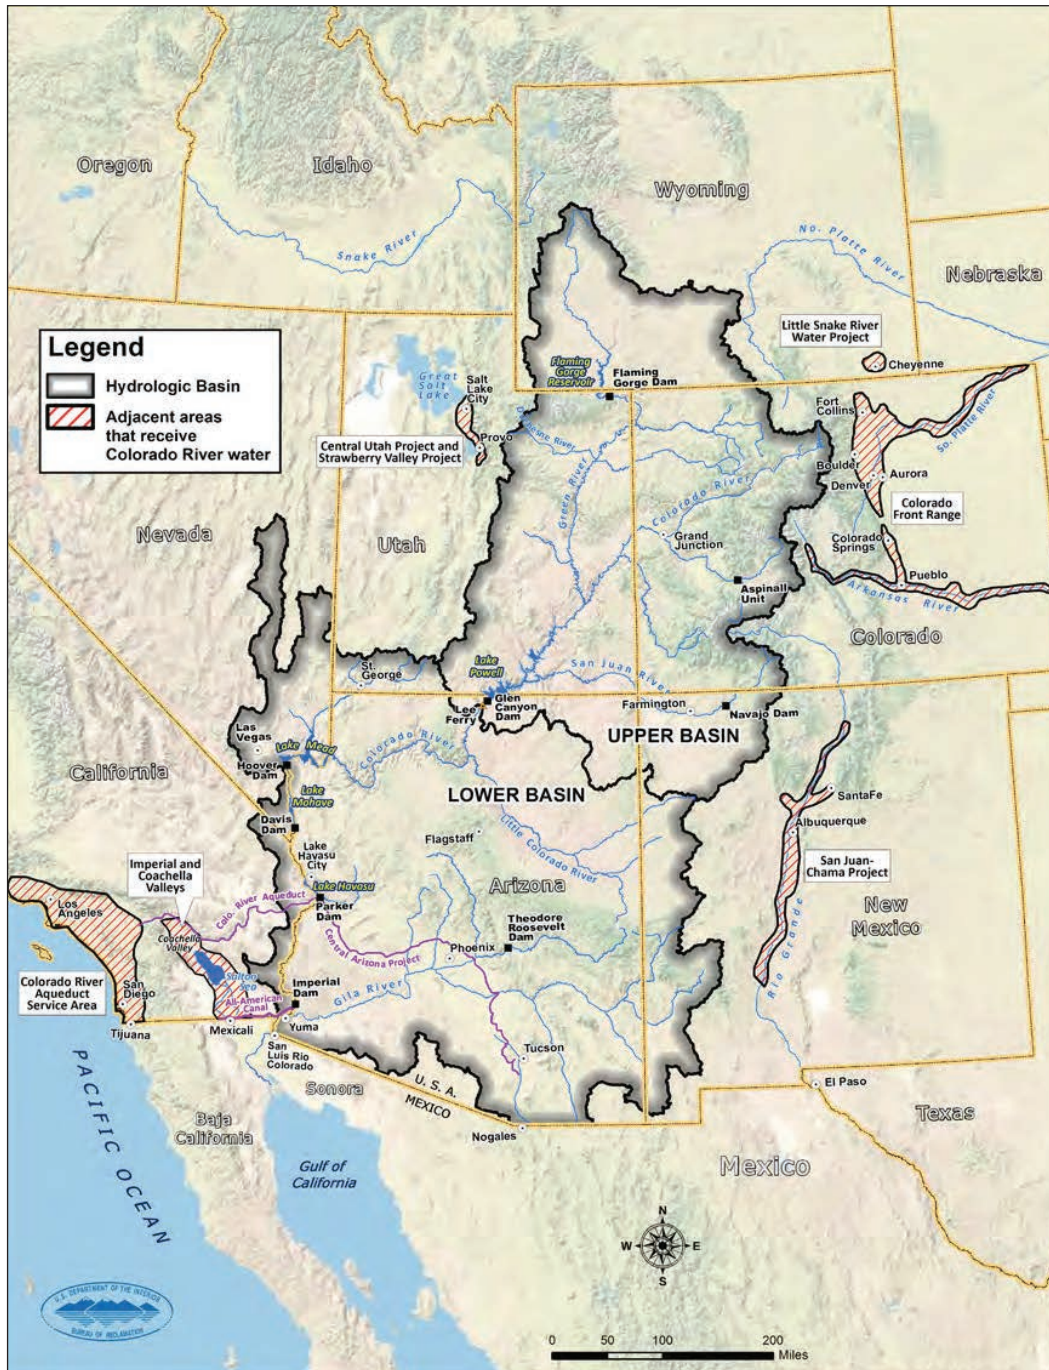 Oregon
Idaho
Wyoming
Snake River
No. Platte River
Nebraska
Legend
Hydrologic Basin
Adjacent areas
that receive
Colorado River water
Little Snake River
Water Project
Cheyenne
Flaming
Gorge
Reservoir
Flaming
Gorge Dam
Great
Salt
Lake
Salt
Lake
City
Provo
Central Utah Project and
Strawberry Valley Project
Duchesne River
Green River
Colorado River
Fort
Collins
Boulder
Denver
Aurora
So. Platte River
Colorado
Front Range
Nevada
Utah
Grand
Junction
Colorado
Springs
Pueblo
Aspinall
Unit
Arkansas River
Colorado
St.
George
Lake
Powell
San Juan River
Lee
Ferry
Glen
Canyon
Dam
Farmington
Navajo Dam
UPPER BASIN
Las
Vegas
Lake Mead
Hoover
Dam
Colorado River
California
Lake
Mohave
LOWER BASIN
SantaFe
Davis
Dam
Flagstaff
Little Colorado River
Albuquerque
Lake
Havasu
City
San Juan-
Chama Project
Imperial and
Coachella
Valleys
Lake Havasu
Parker
Dam
Colo. River Aqueduct
Arizona
New
Mexico
Los
Angeles
Coachella
Valley
Theodore
Roosevelt
Dam
Central Arizona Project
Phoenix
Rio Grande
Colorado River
Aqueduct
Service Area
San
Diego
Salton
Sea
Imperial
Dam
Gila River
All-American
Canal
Tijuana
Mexicali
Yuma
San
Luis Rio
Colorado
Tucson
Sonora
U. S. A.
MEXICO
El Paso
Texas
PACIFIC OCEAN
Baja
California
Nogales
Gulf of
California
Mexico
N
W
E
S
U.S. DEPARTMENT OF THE INTERIOR
BUREAU OF RECLAMATION
0 50 100 200
Miles